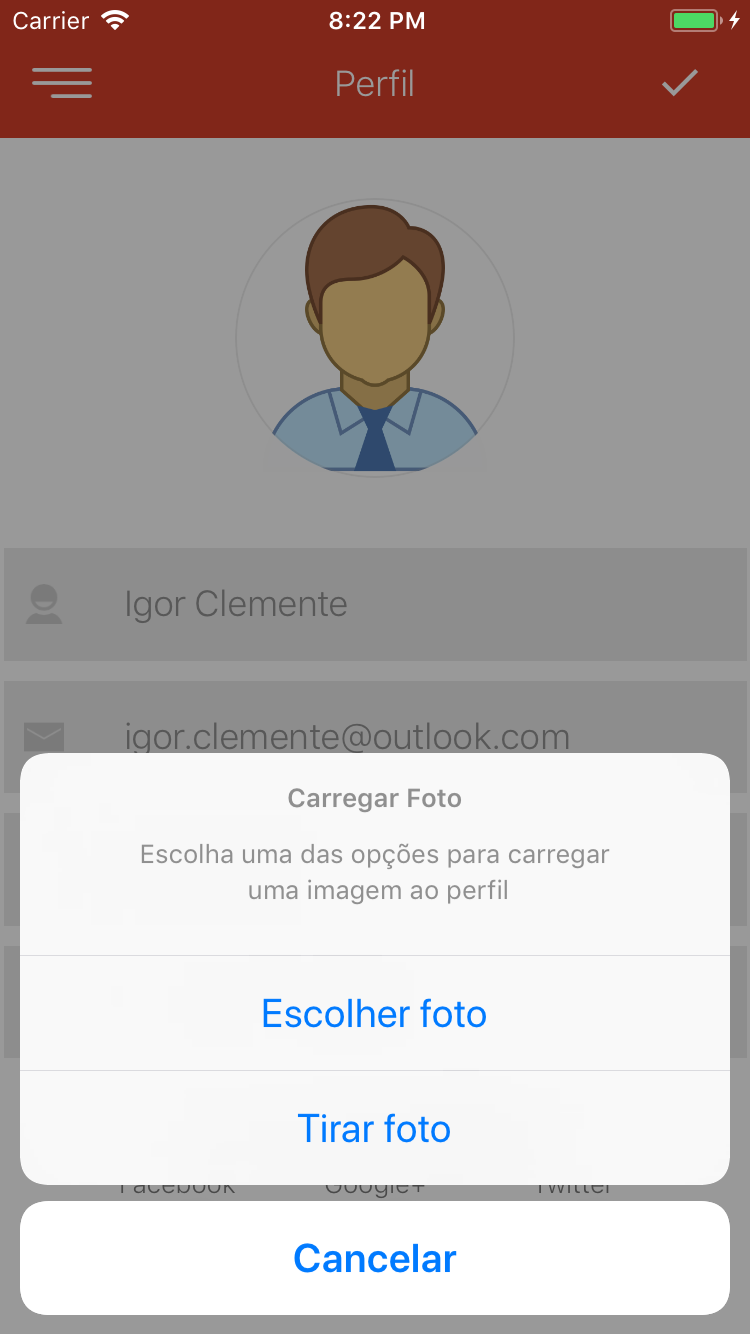 Carrier 8:22 PM
Perfil
Igor Clemente
igor.clemente@outlook.com
Carregar Foto
Escolha uma das opções para carregar
uma imagem ao perfil
Escolher foto
Tirar foto
Facebook Google+ Twitter
Cancelar